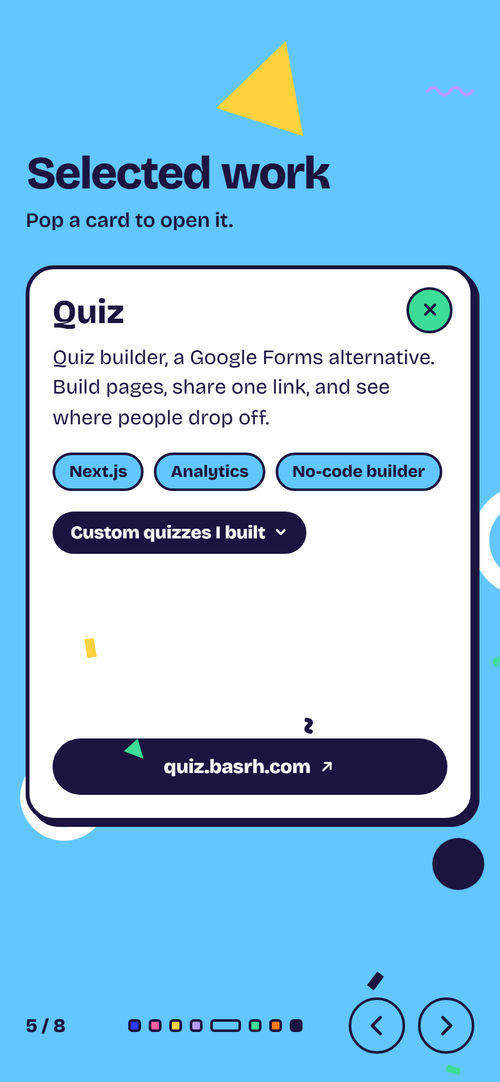 Selected work
Pop a card to open it.
Quiz
Quiz builder, a Google Forms alternative.
Build pages, share one link, and see
where people drop off.
Next.js Analytics No-code builder
Custom quizzes I built
quiz.basrh.com
5 / 8